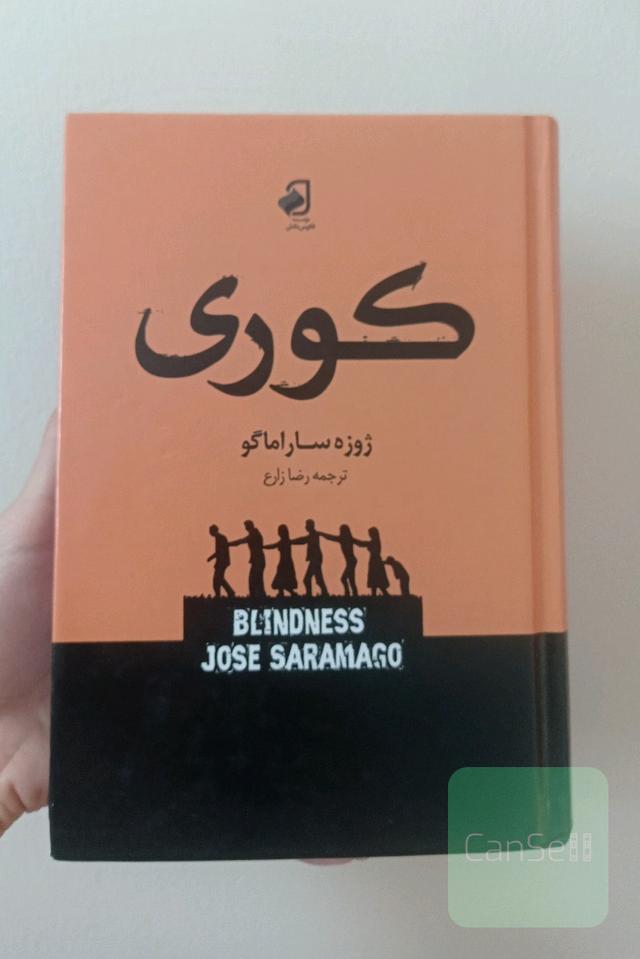 کوری
ژوزه ساراماگو
ترجمه رضا زارع
BLINDNESS
JOSE SARAMAGO
CanSell